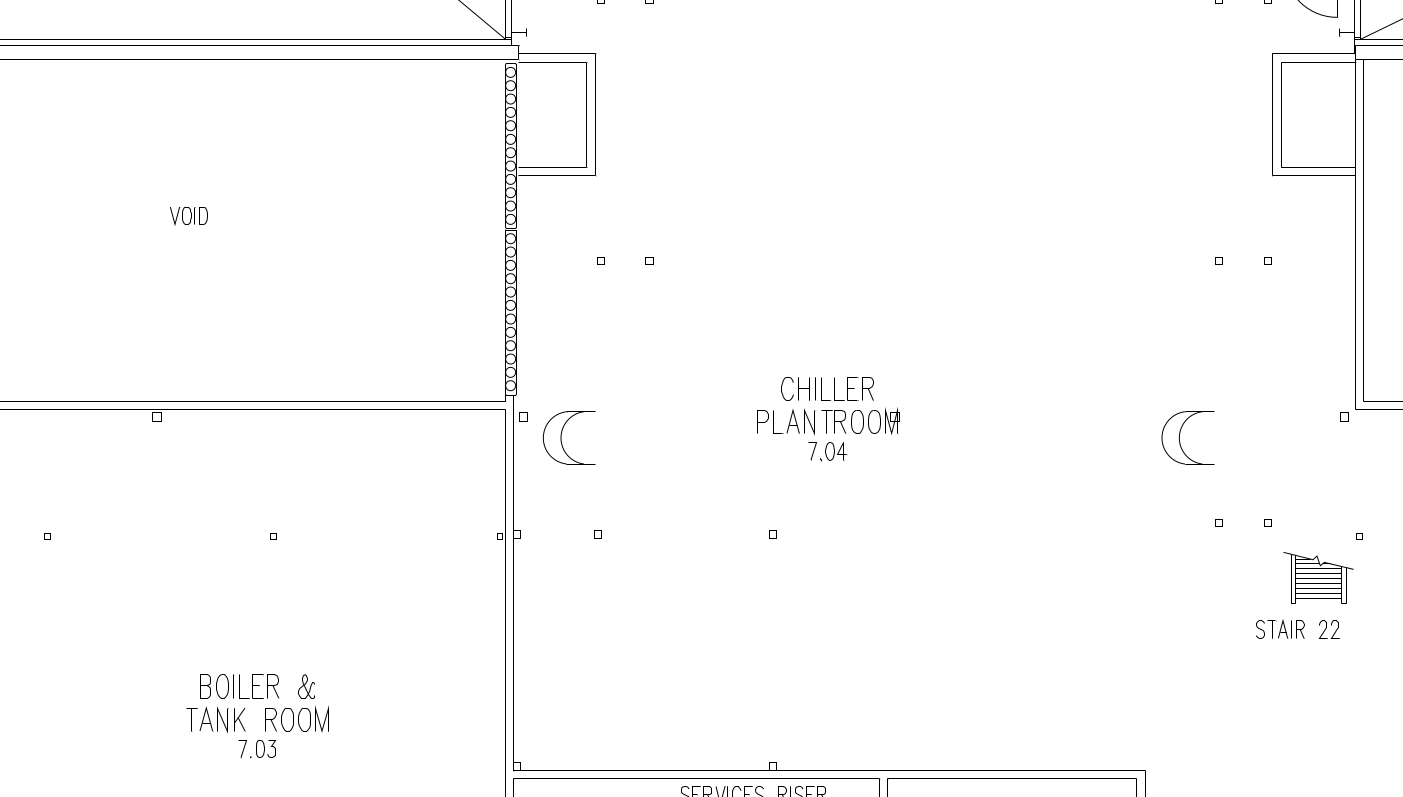 VOID
CHILLER
PLANTROOM
7.04
STAIR 22
BOILER &
TANK ROOM
7.03
SERVICES RISER